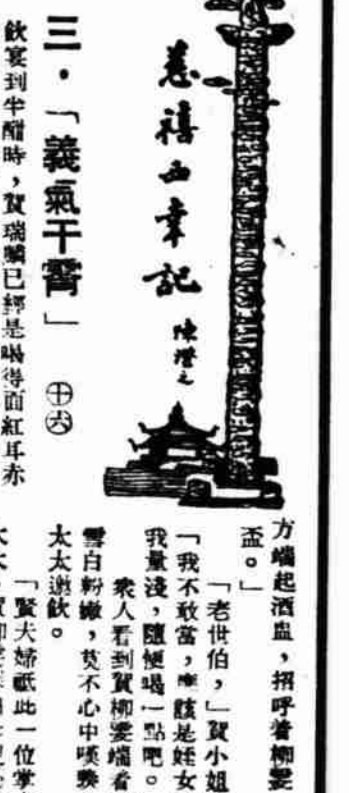 慈禧西幸記
陳澄之
三·「義氣干霄」 ㊉㊅
飲宴到半酣時,賀瑞麟已經是喝得面紅耳赤
方端起酒盅,招呼着柳雯
盃。」
「老世伯,」賀小姐
「我不敢當,應該是姪女
我量淺,隨便喝一點吧。
衆人看到賀柳雯端着
雪白粉嫩,莫不心中嘆羨
太太邀飲。
「賢夫婦祇此一位掌